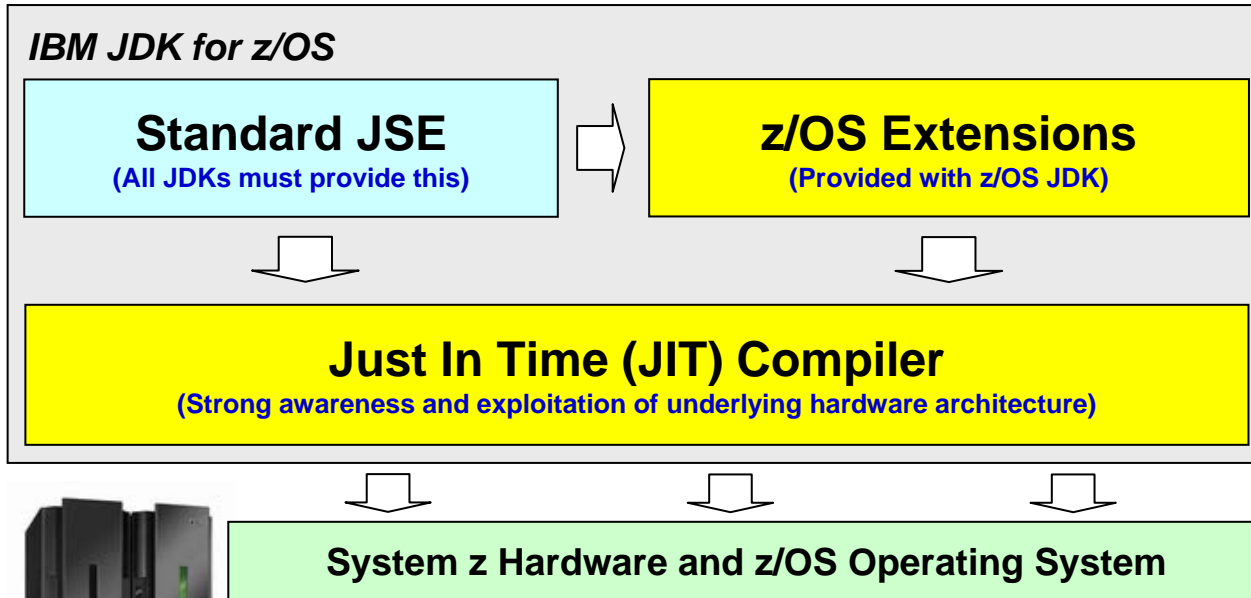 IBM JDK for z/OS
Standard JSE
(All JDKs must provide this)
z/OS Extensions
(Provided with z/OS JDK)
Just In Time (JIT) Compiler
(Strong awareness and exploitation of underlying hardware architecture)
System z Hardware and z/OS Operating System